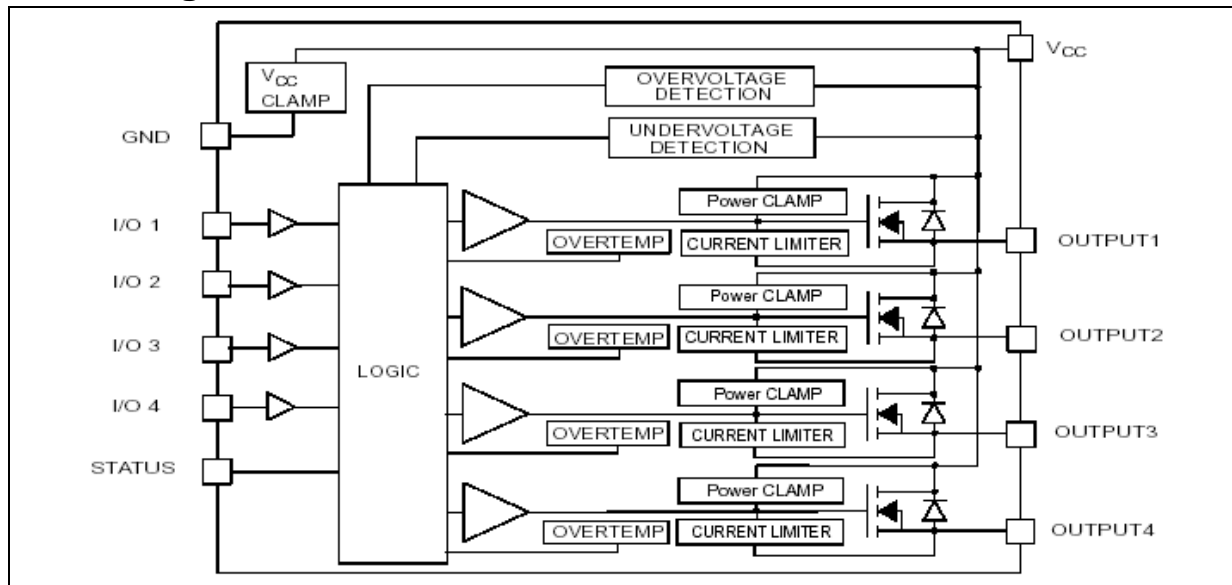 VCC
VCC
CLAMP
OVERVOLTAGE
DETECTION
GND
UNDERVOLTAGE
DETECTION
I/O 1
Power CLAMP
OVERTEMP
CURRENT LIMITER
OUTPUT1
I/O 2
Power CLAMP
OVERTEMP
CURRENT LIMITER
OUTPUT2
I/O 3
LOGIC
Power CLAMP
I/O 4
OVERTEMP
CURRENT LIMITER
OUTPUT3
STATUS
Power CLAMP
OVERTEMP
CURRENT LIMITER
OUTPUT4